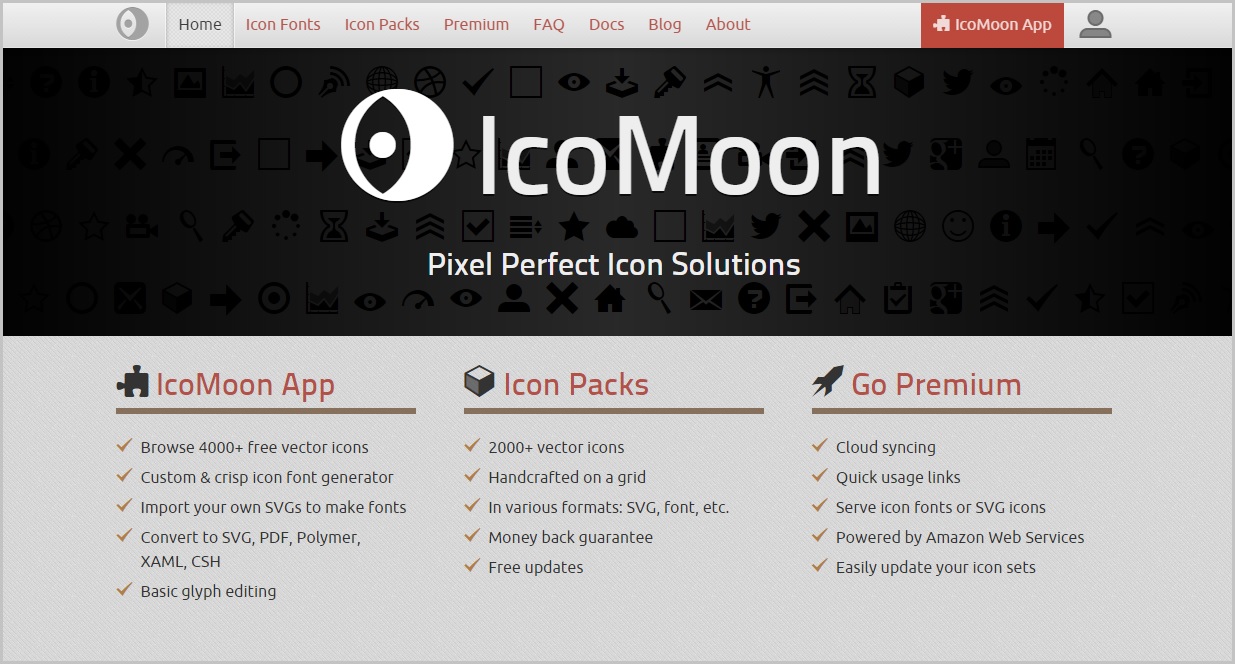 Home Icon Fonts Icon Packs Premium FAQ Docs Blog About IcoMoon App
IcoMoon
Pixel Perfect Icon Solutions
IcoMoon App
Browse 4000+ free vector icons
Custom & crisp icon font generator
Import your own SVGs to make fonts
Convert to SVG, PDF, Polymer,
XAML, CSH
Basic glyph editing
Icon Packs
2000+ vector icons
Handcrafted on a grid
In various formats: SVG, font, etc.
Money back guarantee
Free updates
Go Premium
Cloud syncing
Quick usage links
Serve icon fonts or SVG icons
Powered by Amazon Web Services
Easily update your icon sets